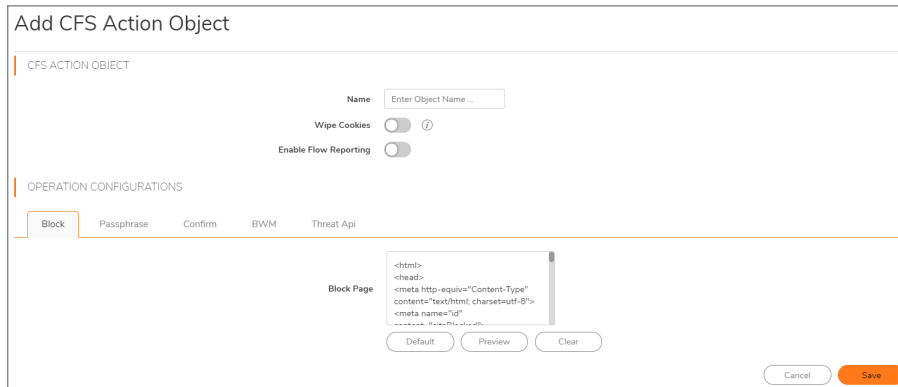 Add CFS Action Object
CFS ACTION OBJECT
Name Enter Object Name ...
Wipe Cookies i
Enable Flow Reporting
OPERATION CONFIGURATIONS
Block Passphrase Confirm BWM Threat Api
Block Page
<html>
<head>
<meta http-equiv="Content-Type"
content="text/html; charset=utf-8">
<meta name="id"
content="siteBlocked">
Default Preview Clear
Cancel Save